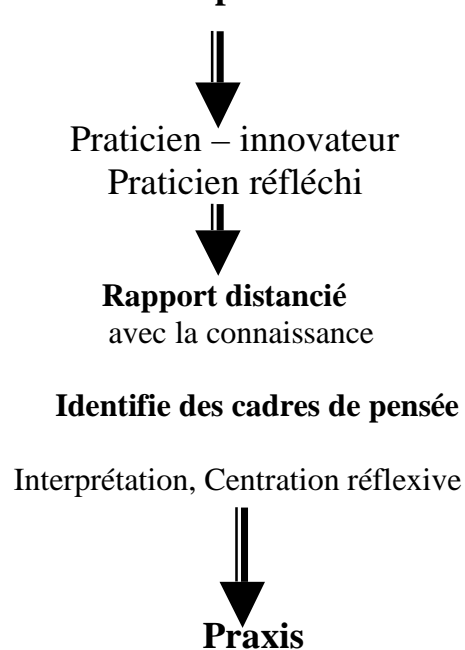 Praticien – innovateur
Praticien réfléchi
Rapport distancié
avec la connaissance
Identifie des cadres de pensée
Interprétation, Centration réflexive
Praxis